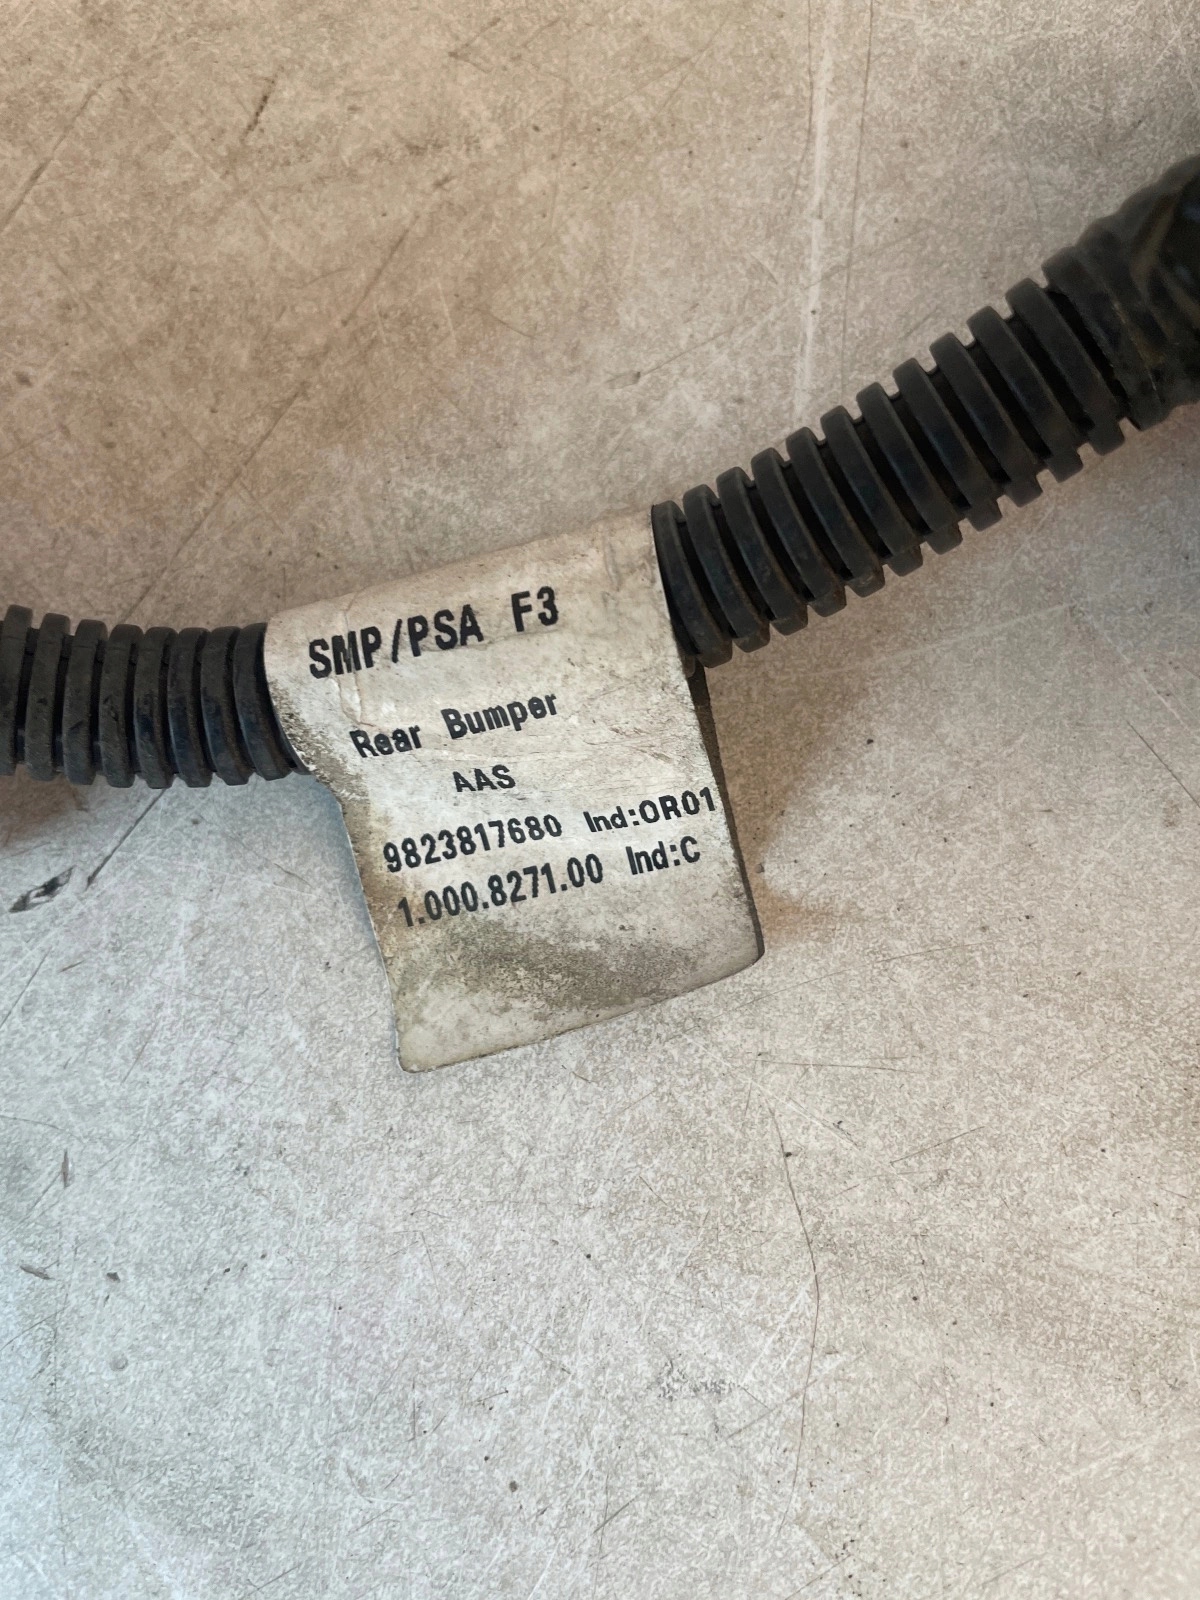 SMP/PSA F3
Rear Bumper
AAS
9823817680 Ind:OR01
1.000.8271.00 Ind:C